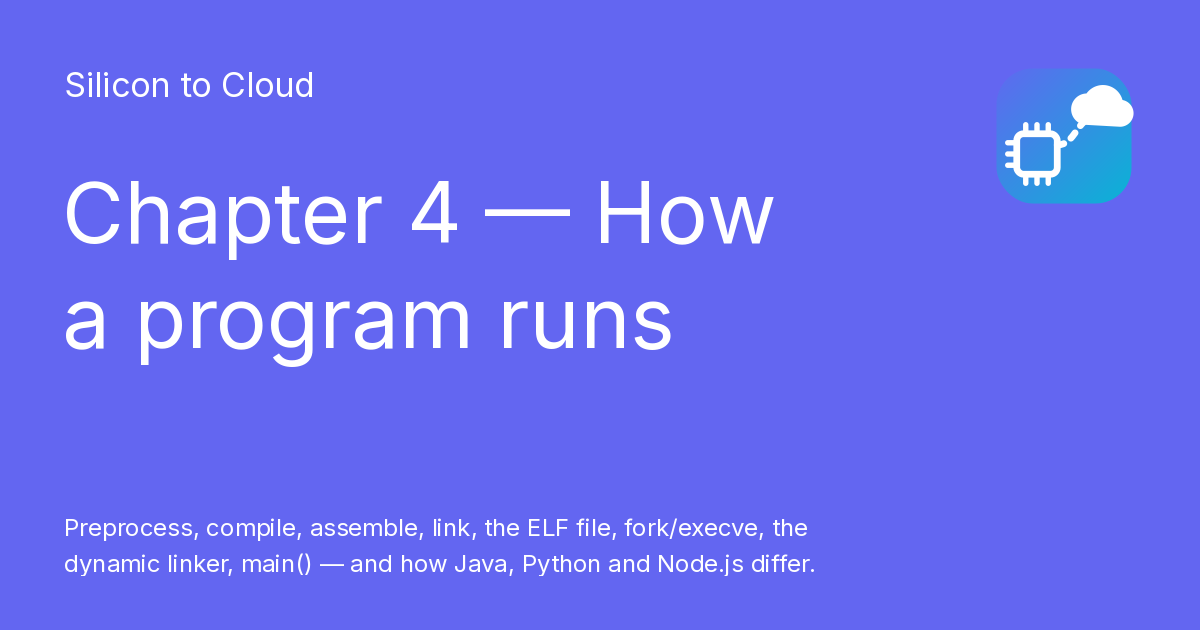 Silicon to Cloud
Chapter 4 — How
a program runs
Preprocess, compile, assemble, link, the ELF file, fork/execve, the
dynamic linker, main() — and how Java, Python and Node.js differ.